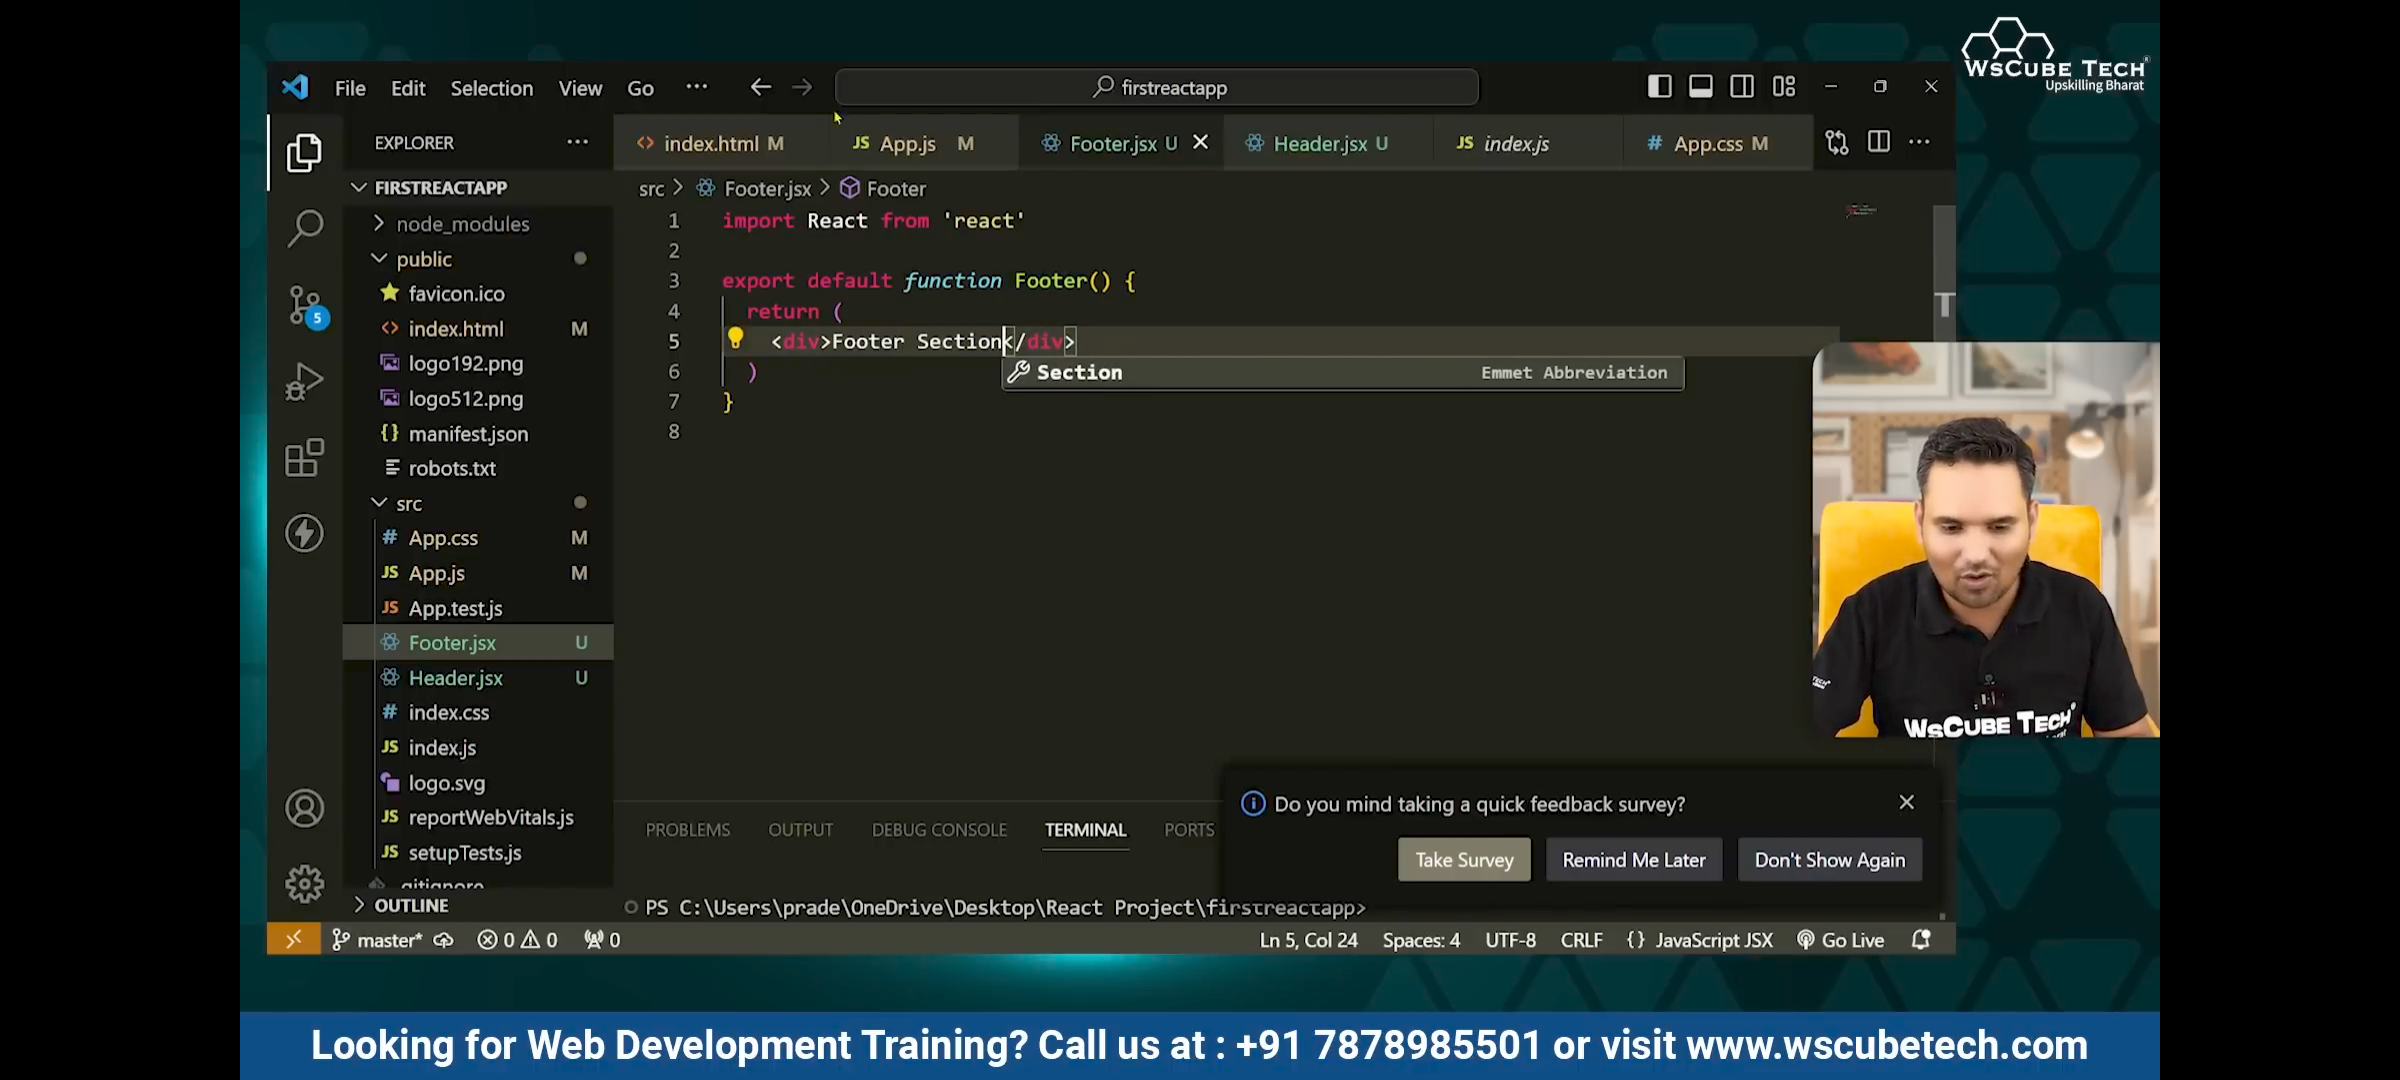 WsCube Tech
Upskilling Bharat
File Edit Selection View Go ··· firstreactapp
EXPLORER ···
index.html M
JS App.js M
Footer.jsx U
Header.jsx U
JS index.js
# App.css M
FIRSTREACTAPP
node_modules
public
favicon.ico
index.html M
logo192.png
logo512.png
{} manifest.json
robots.txt
src
# App.css M
JS App.js M
JS App.test.js
Footer.jsx U
Header.jsx U
# index.css
JS index.js
logo.svg
JS reportWebVitals.js
JS setupTests.js
.gitignore
OUTLINE
5
src > Footer.jsx > Footer
1 import React from 'react'
2
3 export default function Footer() {
4 return (
5 <div>Footer Section</div>
Section Emmet Abbreviation
6 )
7 }
8
WsCube Tech
PROBLEMS OUTPUT DEBUG CONSOLE TERMINAL PORTS
Do you mind taking a quick feedback survey?
Take Survey Remind Me Later Don't Show Again
PS C:\Users\prade\OneDrive\Desktop\React Project\firstreactapp>
master* 0 0 0 Ln 5, Col 24 Spaces: 4 UTF-8 CRLF {} JavaScript JSX Go Live
Looking for Web Development Training? Call us at : +91 7878985501 or visit www.wscubetech.com